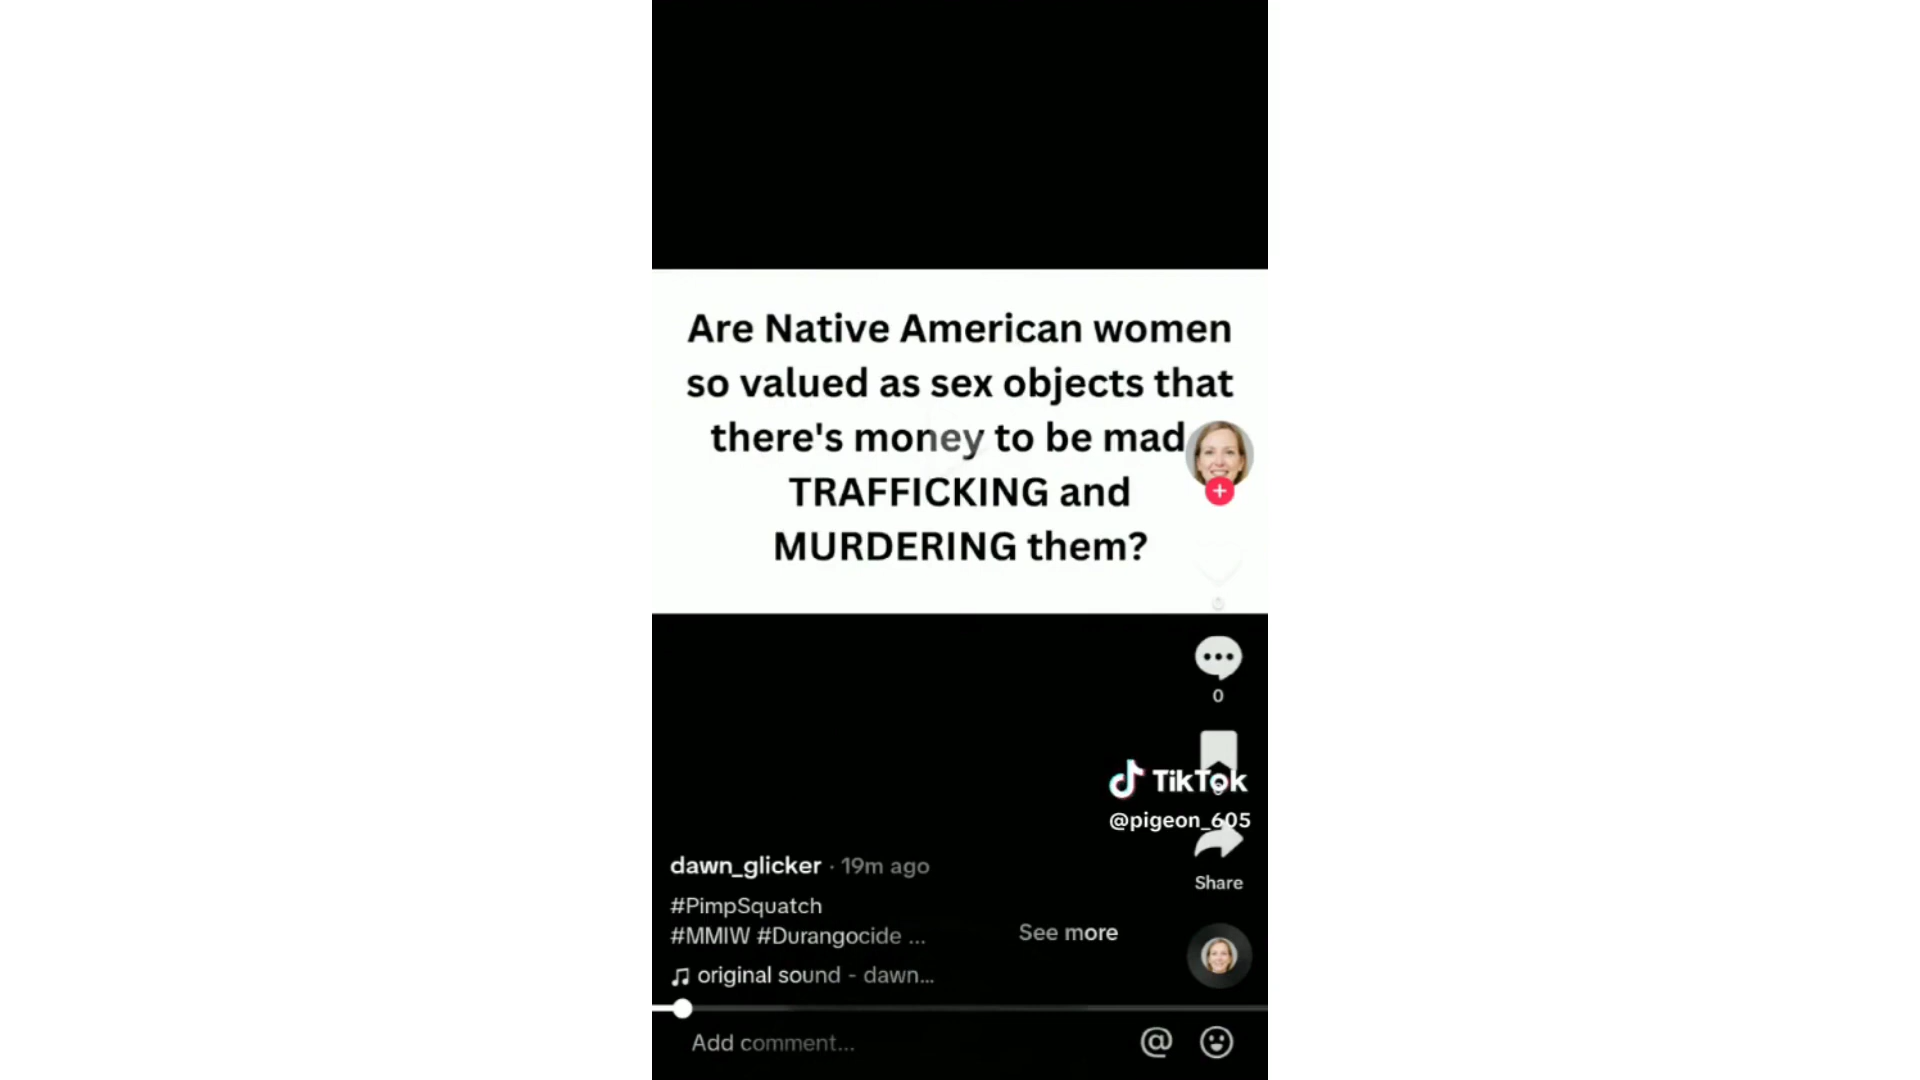 Are Native American women
so valued as sex objects that
there's money to be mad
TRAFFICKING and
MURDERING them?
0
TikTok
@pigeon_605
Share
dawn_glicker · 19m ago
#PimpSquatch
#MMIW #Durangocide ...
See more
original sound - dawn...
Add comment...
@